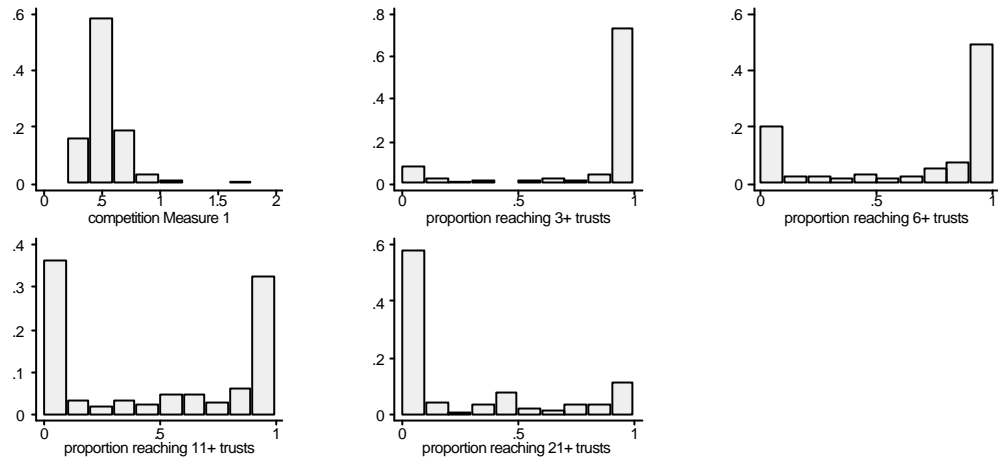 .6
.4
.2
0
0 .5 1 1.5 2
competition Measure 1
.8
.6
.4
.2
0
0 .5 1
proportion reaching 3+ trusts
.6
.4
.2
0
0 .5 1
proportion reaching 6+ trusts
.4
.3
.2
.1
0
0 .5 1
proportion reaching 11+ trusts
.6
.4
.2
0
0 .5 1
proportion reaching 21+ trusts